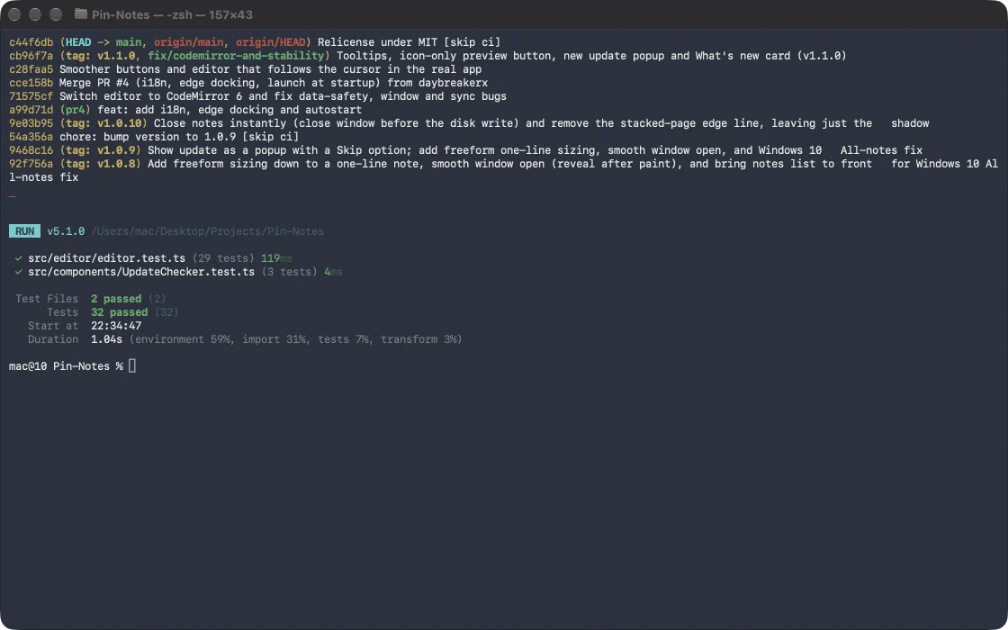 Pin-Notes — -zsh — 157×43
c44f6db (HEAD -> main, origin/main, origin/HEAD) Relicense under MIT [skip ci]
cb96f7a (tag: v1.1.0, fix/codemirror-and-stability) Tooltips, icon-only preview button, new update popup and What's new card (v1.1.0)
c28faa5 Smoother buttons and editor that follows the cursor in the real app
cce158b Merge PR #4 (i18n, edge docking, launch at startup) from daybreakerx
71575cf Switch editor to CodeMirror 6 and fix data-safety, window and sync bugs
a99d71d (pr4) feat: add i18n, edge docking and autostart
9e03b95 (tag: v1.0.10) Close notes instantly (close window before the disk write) and remove the stacked-page edge line, leaving just the   shadow
54a356a chore: bump version to 1.0.9 [skip ci]
9468c16 (tag: v1.0.9) Show update as a popup with a Skip option; add freeform one-line sizing, smooth window open, and Windows 10   All-notes fix
92f756a (tag: v1.0.8) Add freeform sizing down to a one-line note, smooth window open (reveal after paint), and bring notes list to front   for Windows 10 Al
l-notes fix
_
RUN v5.1.0 /Users/mac/Desktop/Projects/Pin-Notes
✓ src/editor/editor.test.ts (29 tests) 119ms
✓ src/components/UpdateChecker.test.ts (3 tests) 4ms
Test Files  2 passed (2)
Tests  32 passed (32)
Start at  22:34:47
Duration  1.04s (environment 59%, import 31%, tests 7%, transform 3%)
mac@10 Pin-Notes %